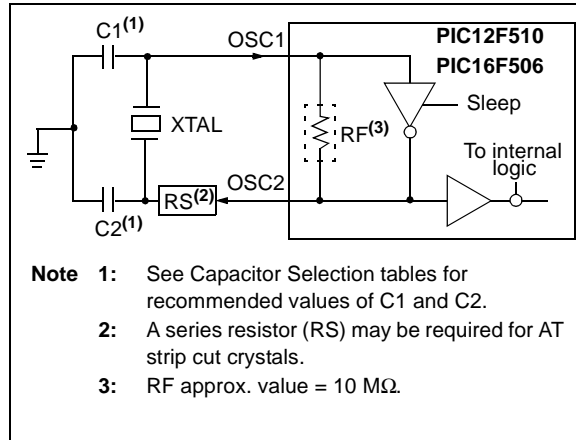 C1(1)
OSC1
PIC12F510
PIC16F506
Sleep
XTAL
RF(3)
To internal
logic
OSC2
RS(2)
C2(1)
Note 1: See Capacitor Selection tables for
recommended values of C1 and C2.
2: A series resistor (RS) may be required for AT
strip cut crystals.
3: RF approx. value = 10 MΩ.